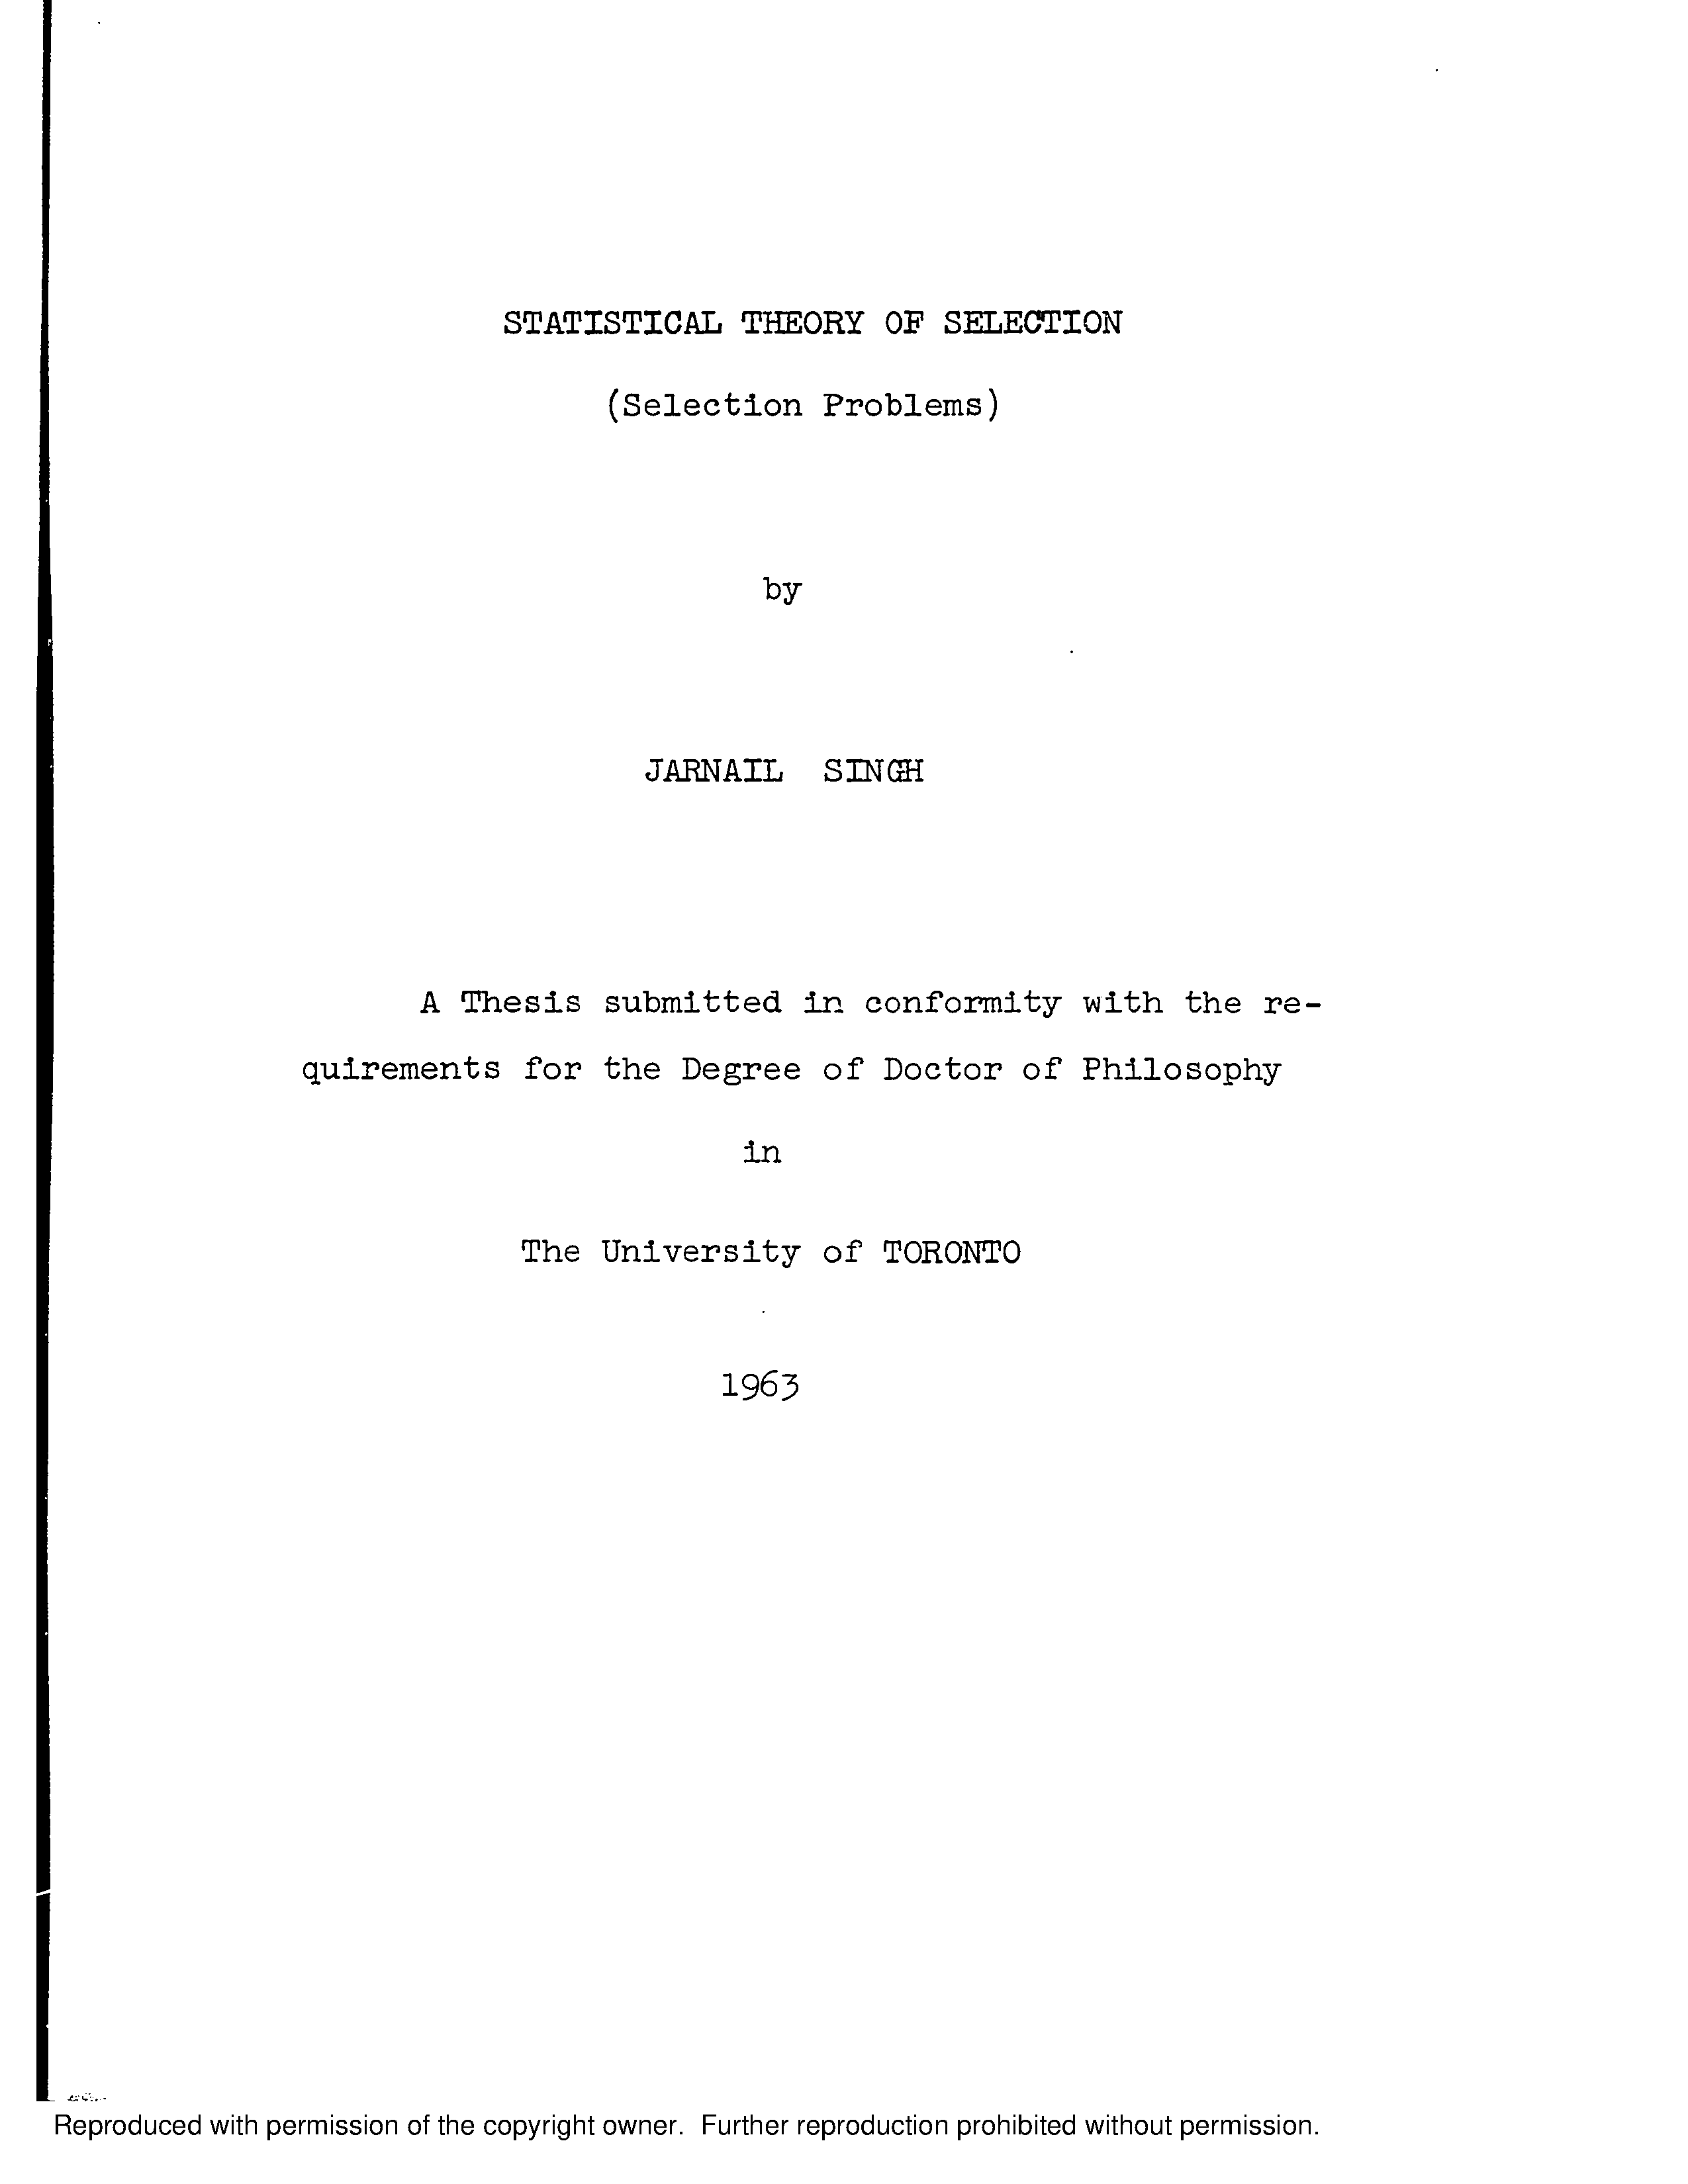 STATISTICAL THEORY OF SELECTION
(Selection Problems)
by
JARNAIL SINGH
A Thesis submitted in conformity with the re-
quirements for the Degree of Doctor of Philosophy
in
The University of TORONTO
1963
Reproduced with permission of the copyright owner. Further reproduction prohibited without permission.